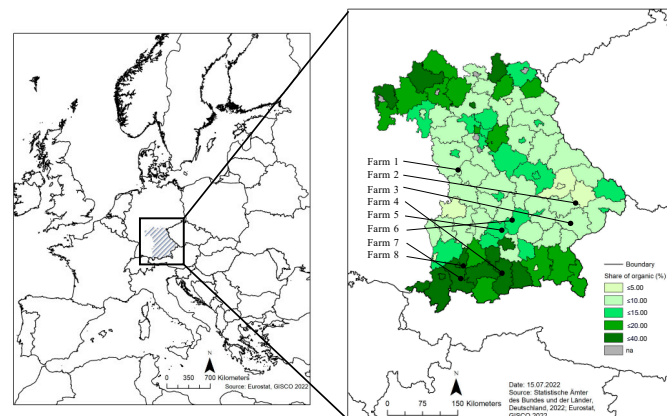 N
0 350 700 Kilometers
Source: Eurostat, GISCO 2022
Farm 1
Farm 2
Farm 3
Farm 4
Farm 5
Farm 6
Farm 7
Farm 8
Boundary
Share of organic (%)
≤5.00
≤10.00
≤15.00
≤20.00
≤40.00
na
N
0 75 150 Kilometers
Date: 15.07.2022
Source: Statistische Ämter
des Bundes und der Länder,
Deutschland, 2022; Eurostat,
GISCO 2022